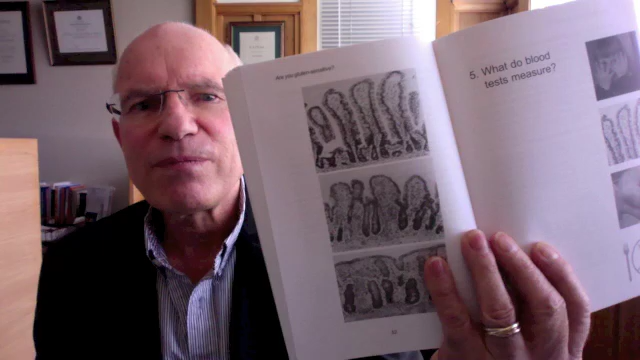 Are you gluten-sensitive?
5. What do blood
tests measure?